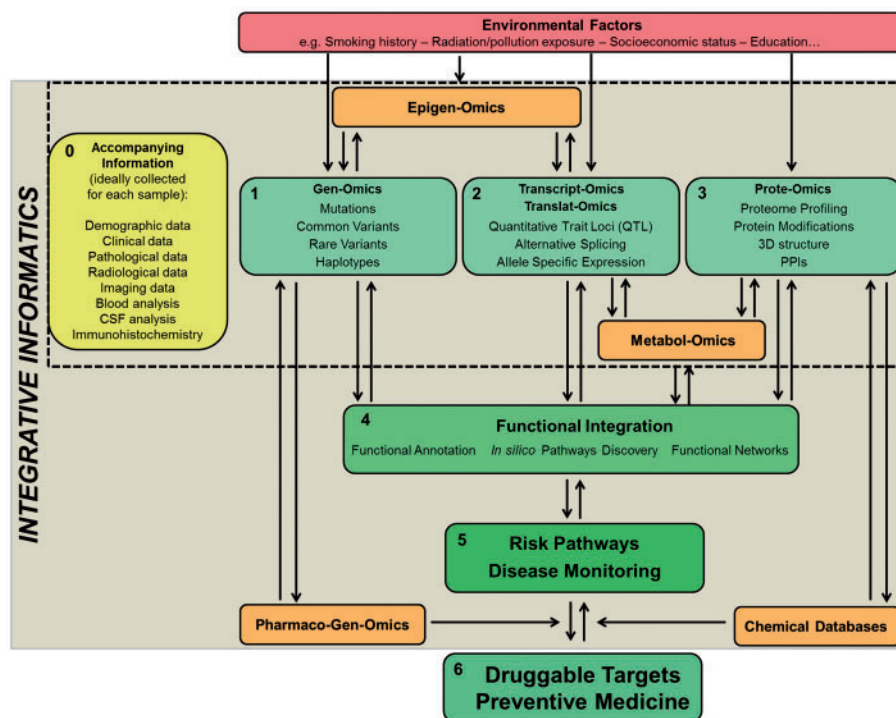 Environmental Factors
e.g. Smoking history – Radiation/pollution exposure – Socioeconomic status – Education…
INTEGRATIVE INFORMATICS
Epigen-Omics
0
Accompanying
Information
(ideally collected
for each sample):
Demographic data
Clinical data
Pathological data
Radiological data
Imaging data
Blood analysis
CSF analysis
Immunohistochemistry
1
Gen-Omics
Mutations
Common Variants
Rare Variants
Haplotypes
2
Transcript-Omics
Translat-Omics
Quantitative Trait Loci (QTL)
Alternative Splicing
Allele Specific Expression
3
Prote-Omics
Proteome Profiling
Protein Modifications
3D structure
PPIs
Metabol-Omics
4
Functional Integration
Functional Annotation In silico Pathways Discovery Functional Networks
5
Risk Pathways
Disease Monitoring
Pharmaco-Gen-Omics
Chemical Databases
6
Druggable Targets
Preventive Medicine